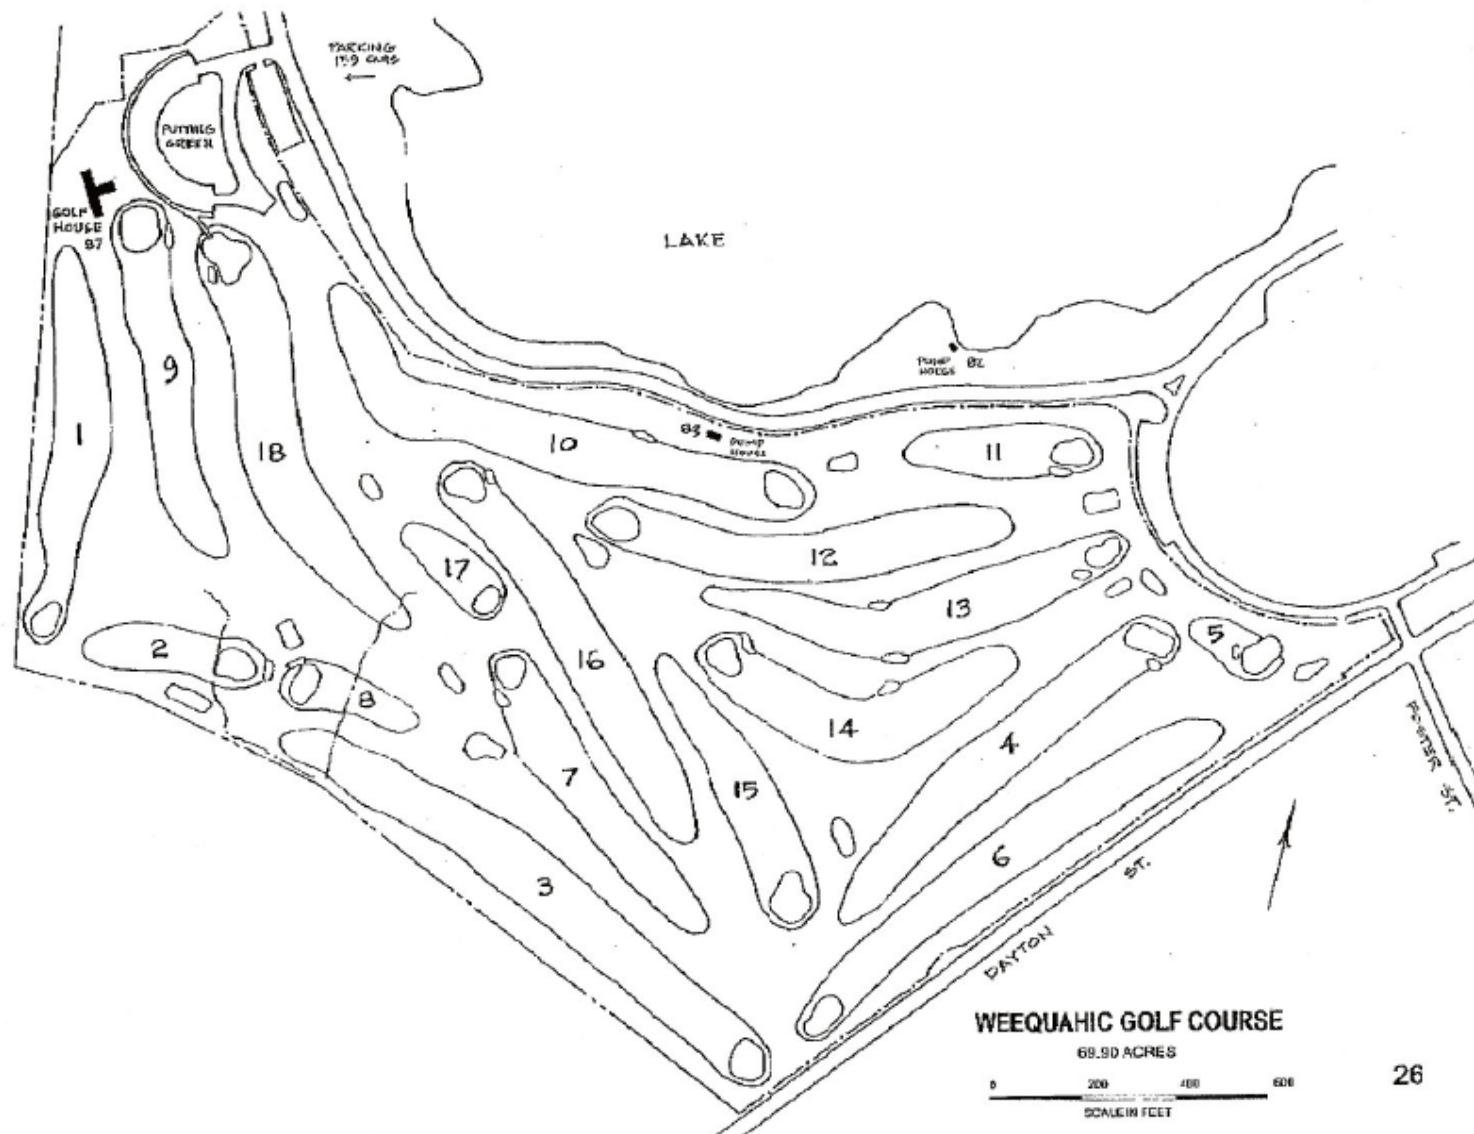 PARKING
159 CARS
PUTTING
GREEN
GOLF
HOUSE
87
LAKE
PUMP
HOUSE
82
83
PUMP
HOUSE
1
9
18
10
11
12
17
13
16
2
8
5
14
4
7
15
3
6
DAYTON
ST.
FOSTER ST.
WEEQUAHIC GOLF COURSE
69.90 ACRES
0 200 400 600
SCALE IN FEET
26